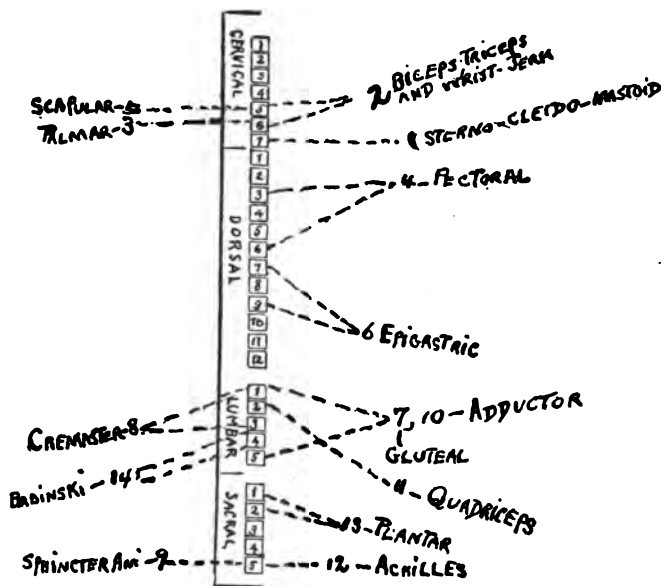 CERVICAL
1
2
3
4
5
6
7
SCAPULAR-5
PALMAR-3
2 BICEPS-TRICEPS
AND WRIST-JERK
1 STERNO-CLEIDO-MASTOID
DORSAL
1
2
3
4
5
6
7
8
9
10
11
12
4-PECTORAL
6 EPIGASTRIC
LUMBAR
1
2
3
4
5
CREMASTER-8
BABINSKI-14
7, 10-ADDUCTOR
GLUTEAL
11-QUADRICEPS
SACRAL
1
2
3
4
5
13-PLANTAR
SPHINCTER ANI-9
12-ACHILLES